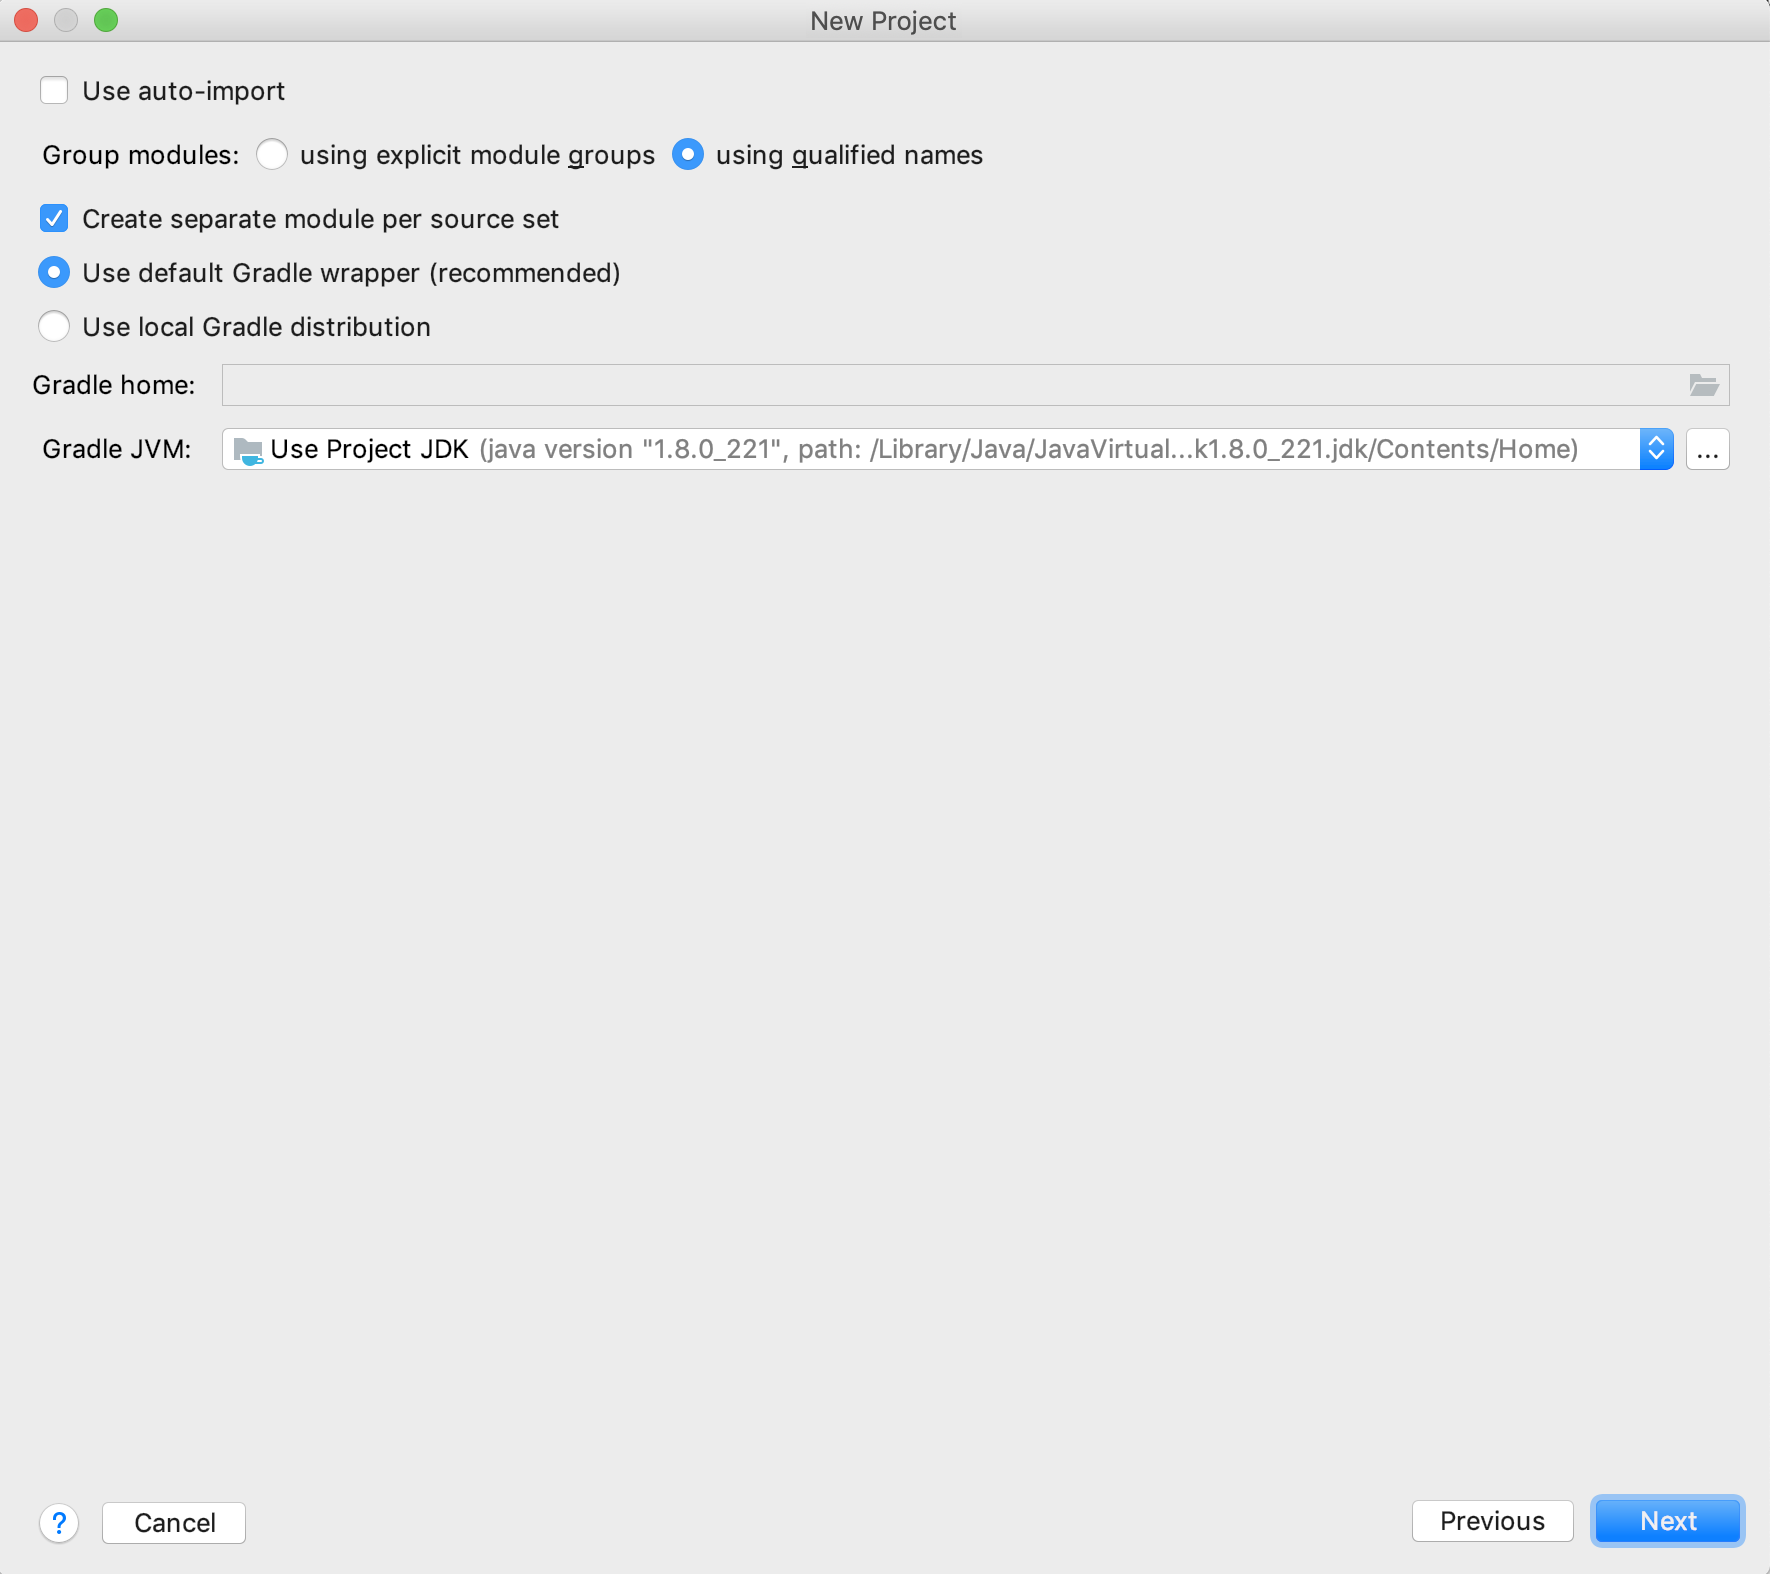 New Project
Use auto-import
Group modules: using explicit module groups using qualified names
Create separate module per source set
Use default Gradle wrapper (recommended)
Use local Gradle distribution
Gradle home:
Gradle JVM: Use Project JDK (java version "1.8.0_221", path: /Library/Java/JavaVirtual...k1.8.0_221.jdk/Contents/Home) ...
? Cancel Previous Next